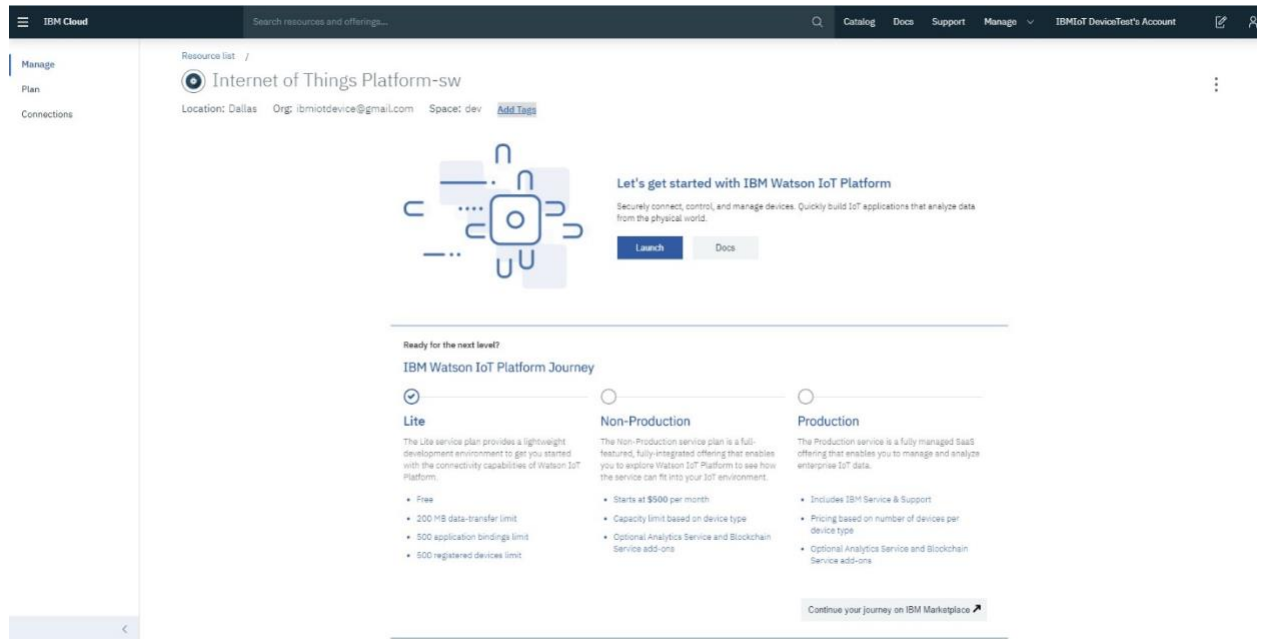 IBM Cloud
Search resources and offerings...
Catalog Docs Support Manage IBMIoT DeviceTest's Account
Manage
Plan
Connections
Resource list /
Internet of Things Platform-sw
Location: Dallas Org: ibmiotdevice@gmail.com Space: dev Add Tags
Let's get started with IBM Watson IoT Platform
Securely connect, control, and manage devices. Quickly build IoT applications that analyze data
from the physical world.
Launch Docs
Ready for the next level?
IBM Watson IoT Platform Journey
Lite
The Lite service plan provides a lightweight
development environment to get you started
with the connectivity capabilities of Watson IoT
Platform.
• Free
• 200 MB data-transfer limit
• 500 application bindings limit
• 500 registered devices limit
Non-Production
The Non-Production service plan is a full-
featured, fully-integrated offering that enables
you to explore Watson IoT Platform to see how
the service can fit into your IoT environment.
• Starts at $500 per month
• Capacity limit based on device type
• Optional Analytics Service and Blockchain
Service add-ons
Production
The Production service is a fully managed SaaS
offering that enables you to manage and analyze
enterprise IoT data.
• Includes IBM Service & Support
• Pricing based on number of devices per
device type
• Optional Analytics Service and Blockchain
Service add-ons
Continue your journey on IBM Marketplace